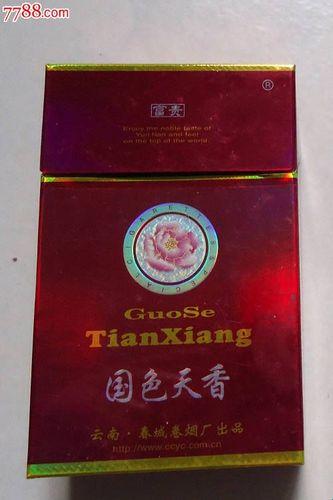 7788.com
®
富贵
Enjoy the noble taste of
Yun Nan and feel
on the top of the world.
CIGARETTES SPECIAL
GuoSe
TianXiang
国色天香
云南·春城卷烟厂出品
http://www.ccyc.com.cn